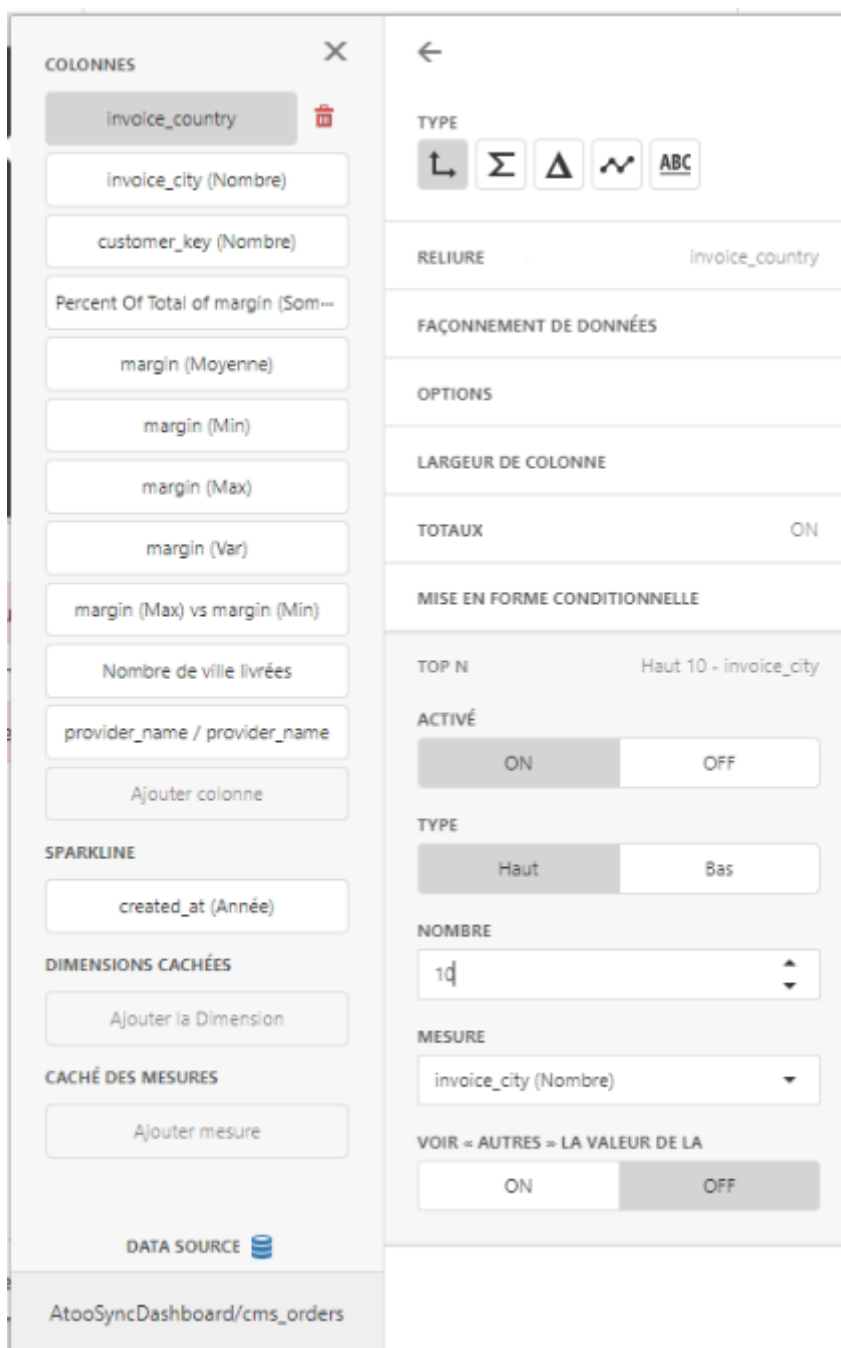 COLONNES
invoice_country
invoice_city (Nombre)
customer_key (Nombre)
Percent Of Total of margin (Som...
margin (Moyenne)
margin (Min)
margin (Max)
margin (Var)
margin (Max) vs margin (Min)
Nombre de ville livrées
provider_name / provider_name
Ajouter colonne
SPARKLINE
created_at (Année)
DIMENSIONS CACHÉES
Ajouter la Dimension
CACHÉ DES MESURES
Ajouter mesure
DATA SOURCE
AtooSyncDashboard/cms_orders
TYPE
ABC
RELIURE invoice_country
FAÇONNEMENT DE DONNÉES
OPTIONS
LARGEUR DE COLONNE
TOTAUX ON
MISE EN FORME CONDITIONNELLE
TOP N Haut 10 - invoice_city
ACTIVÉ
ON OFF
TYPE
Haut Bas
NOMBRE
10
MESURE
invoice_city (Nombre)
VOIR « AUTRES » LA VALEUR DE LA
ON OFF